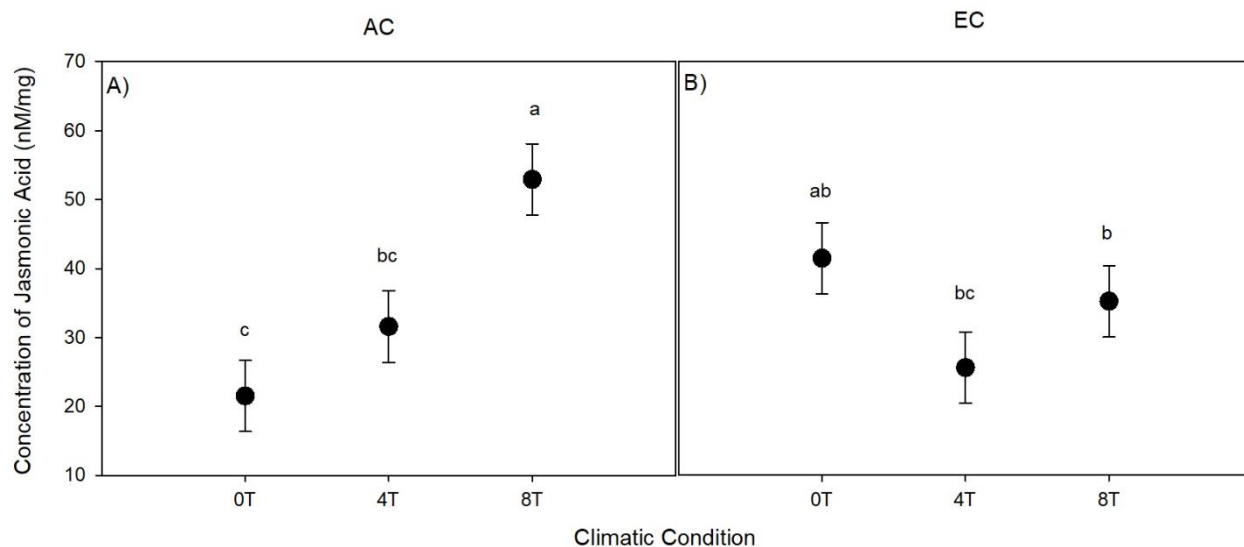 AC
EC
Concentration of Jasmonic Acid (nM/mg)
70
60
50
40
30
20
10
A)
c
bc
a
0T
4T
8T
B)
ab
bc
b
0T
4T
8T
Climatic Condition